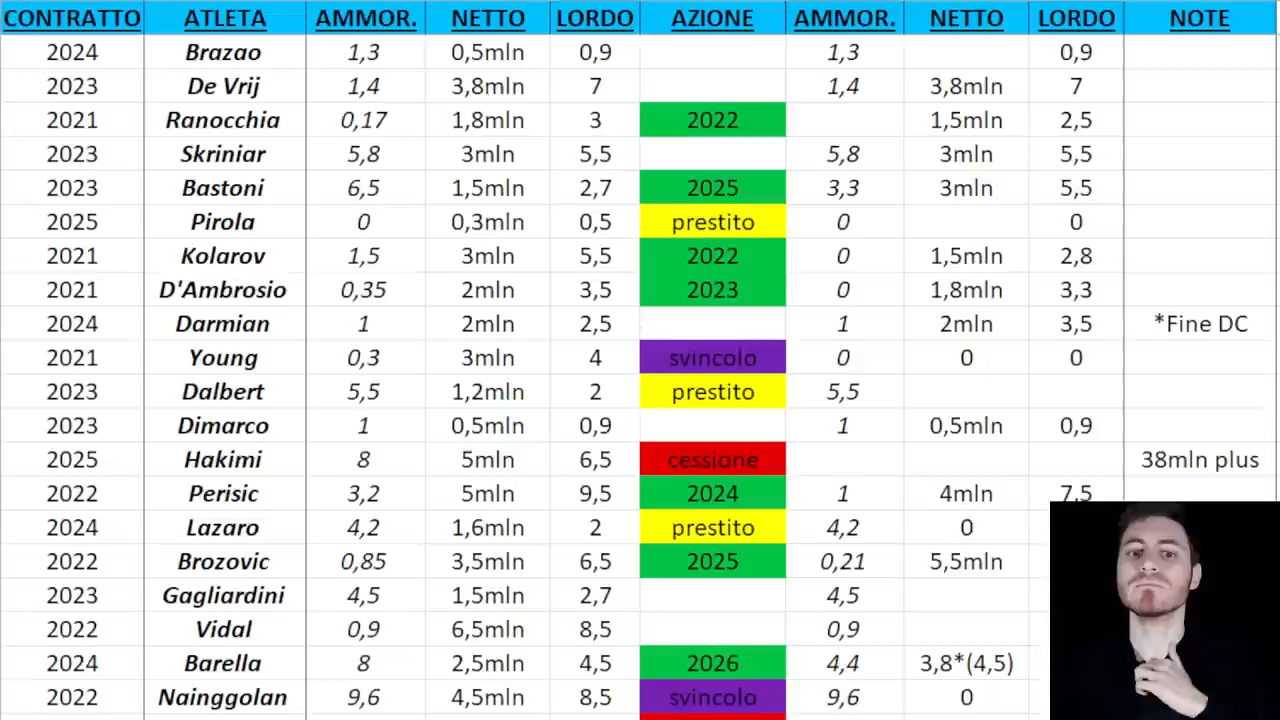 CONTRATTO ATLETA AMMOR. NETTO LORDO AZIONE AMMOR. NETTO LORDO NOTE
2024 Brazao 1,3 0,5mln 0,9 1,3 0,9
2023 De Vrij 1,4 3,8mln 7 1,4 3,8mln 7
2021 Ranocchia 0,17 1,8mln 3 2022 1,5mln 2,5
2023 Skriniar 5,8 3mln 5,5 5,8 3mln 5,5
2023 Bastoni 6,5 1,5mln 2,7 2025 3,3 3mln 5,5
2025 Pirola 0 0,3mln 0,5 prestito 0 0
2021 Kolarov 1,5 3mln 5,5 2022 0 1,5mln 2,8
2021 D'Ambrosio 0,35 2mln 3,5 2023 0 1,8mln 3,3
2024 Darmian 1 2mln 2,5 1 2mln 3,5 *Fine DC
2021 Young 0,3 3mln 4 svincolo 0 0 0
2023 Dalbert 5,5 1,2mln 2 prestito 5,5
2023 Dimarco 1 0,5mln 0,9 1 0,5mln 0,9
2025 Hakimi 8 5mln 6,5 cessione 38mln plus
2022 Perisic 3,2 5mln 9,5 2024 1 4mln 7,5
2024 Lazaro 4,2 1,6mln 2 prestito 4,2 0
2022 Brozovic 0,85 3,5mln 6,5 2025 0,21 5,5mln
2023 Gagliardini 4,5 1,5mln 2,7 4,5
2022 Vidal 0,9 6,5mln 8,5 0,9
2024 Barella 8 2,5mln 4,5 2026 4,4 3,8*(4,5)
2022 Nainggolan 9,6 4,5mln 8,5 svincolo 9,6 0